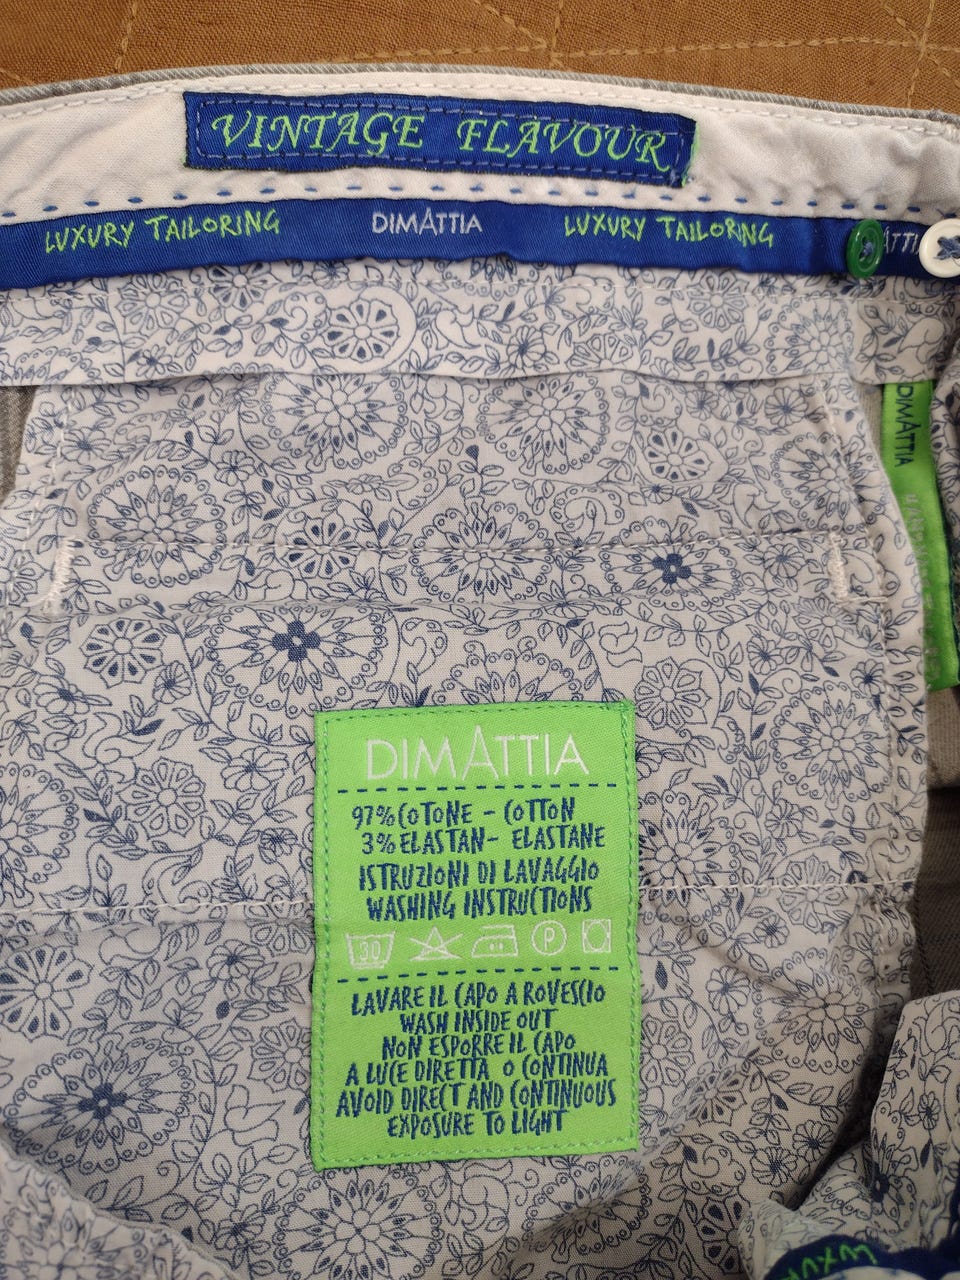 VINTAGE FLAVOUR
LUXURY TAILORING DIMATTIA LUXURY TAILORING ATTI
DIMATTIA
DIMATTIA
97% COTONE - COTTON
3% ELASTAN - ELASTANE
ISTRUZIONI DI LAVAGGIO
WASHING INSTRUCTIONS
30 P
LAVARE IL CAPO A ROVESCIO
WASH INSIDE OUT
NON ESPORRE IL CAPO
A LUCE DIRETTA O CONTINUA
AVOID DIRECT AND CONTINUOUS
EXPOSURE TO LIGHT
LUXU